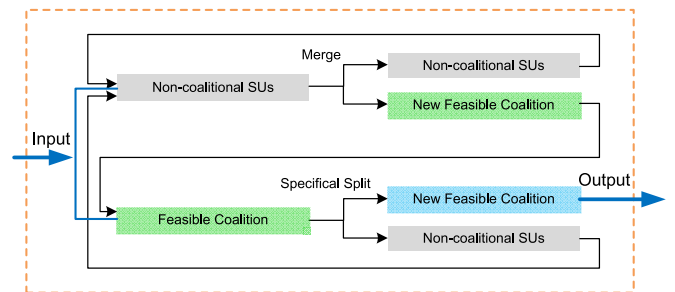 Merge
Non-coalitional SUs
Non-coalitional SUs
New Feasible Coalition
Input
Specifical Split
New Feasible Coalition
Output
Feasible Coalition
Non-coalitional SUs